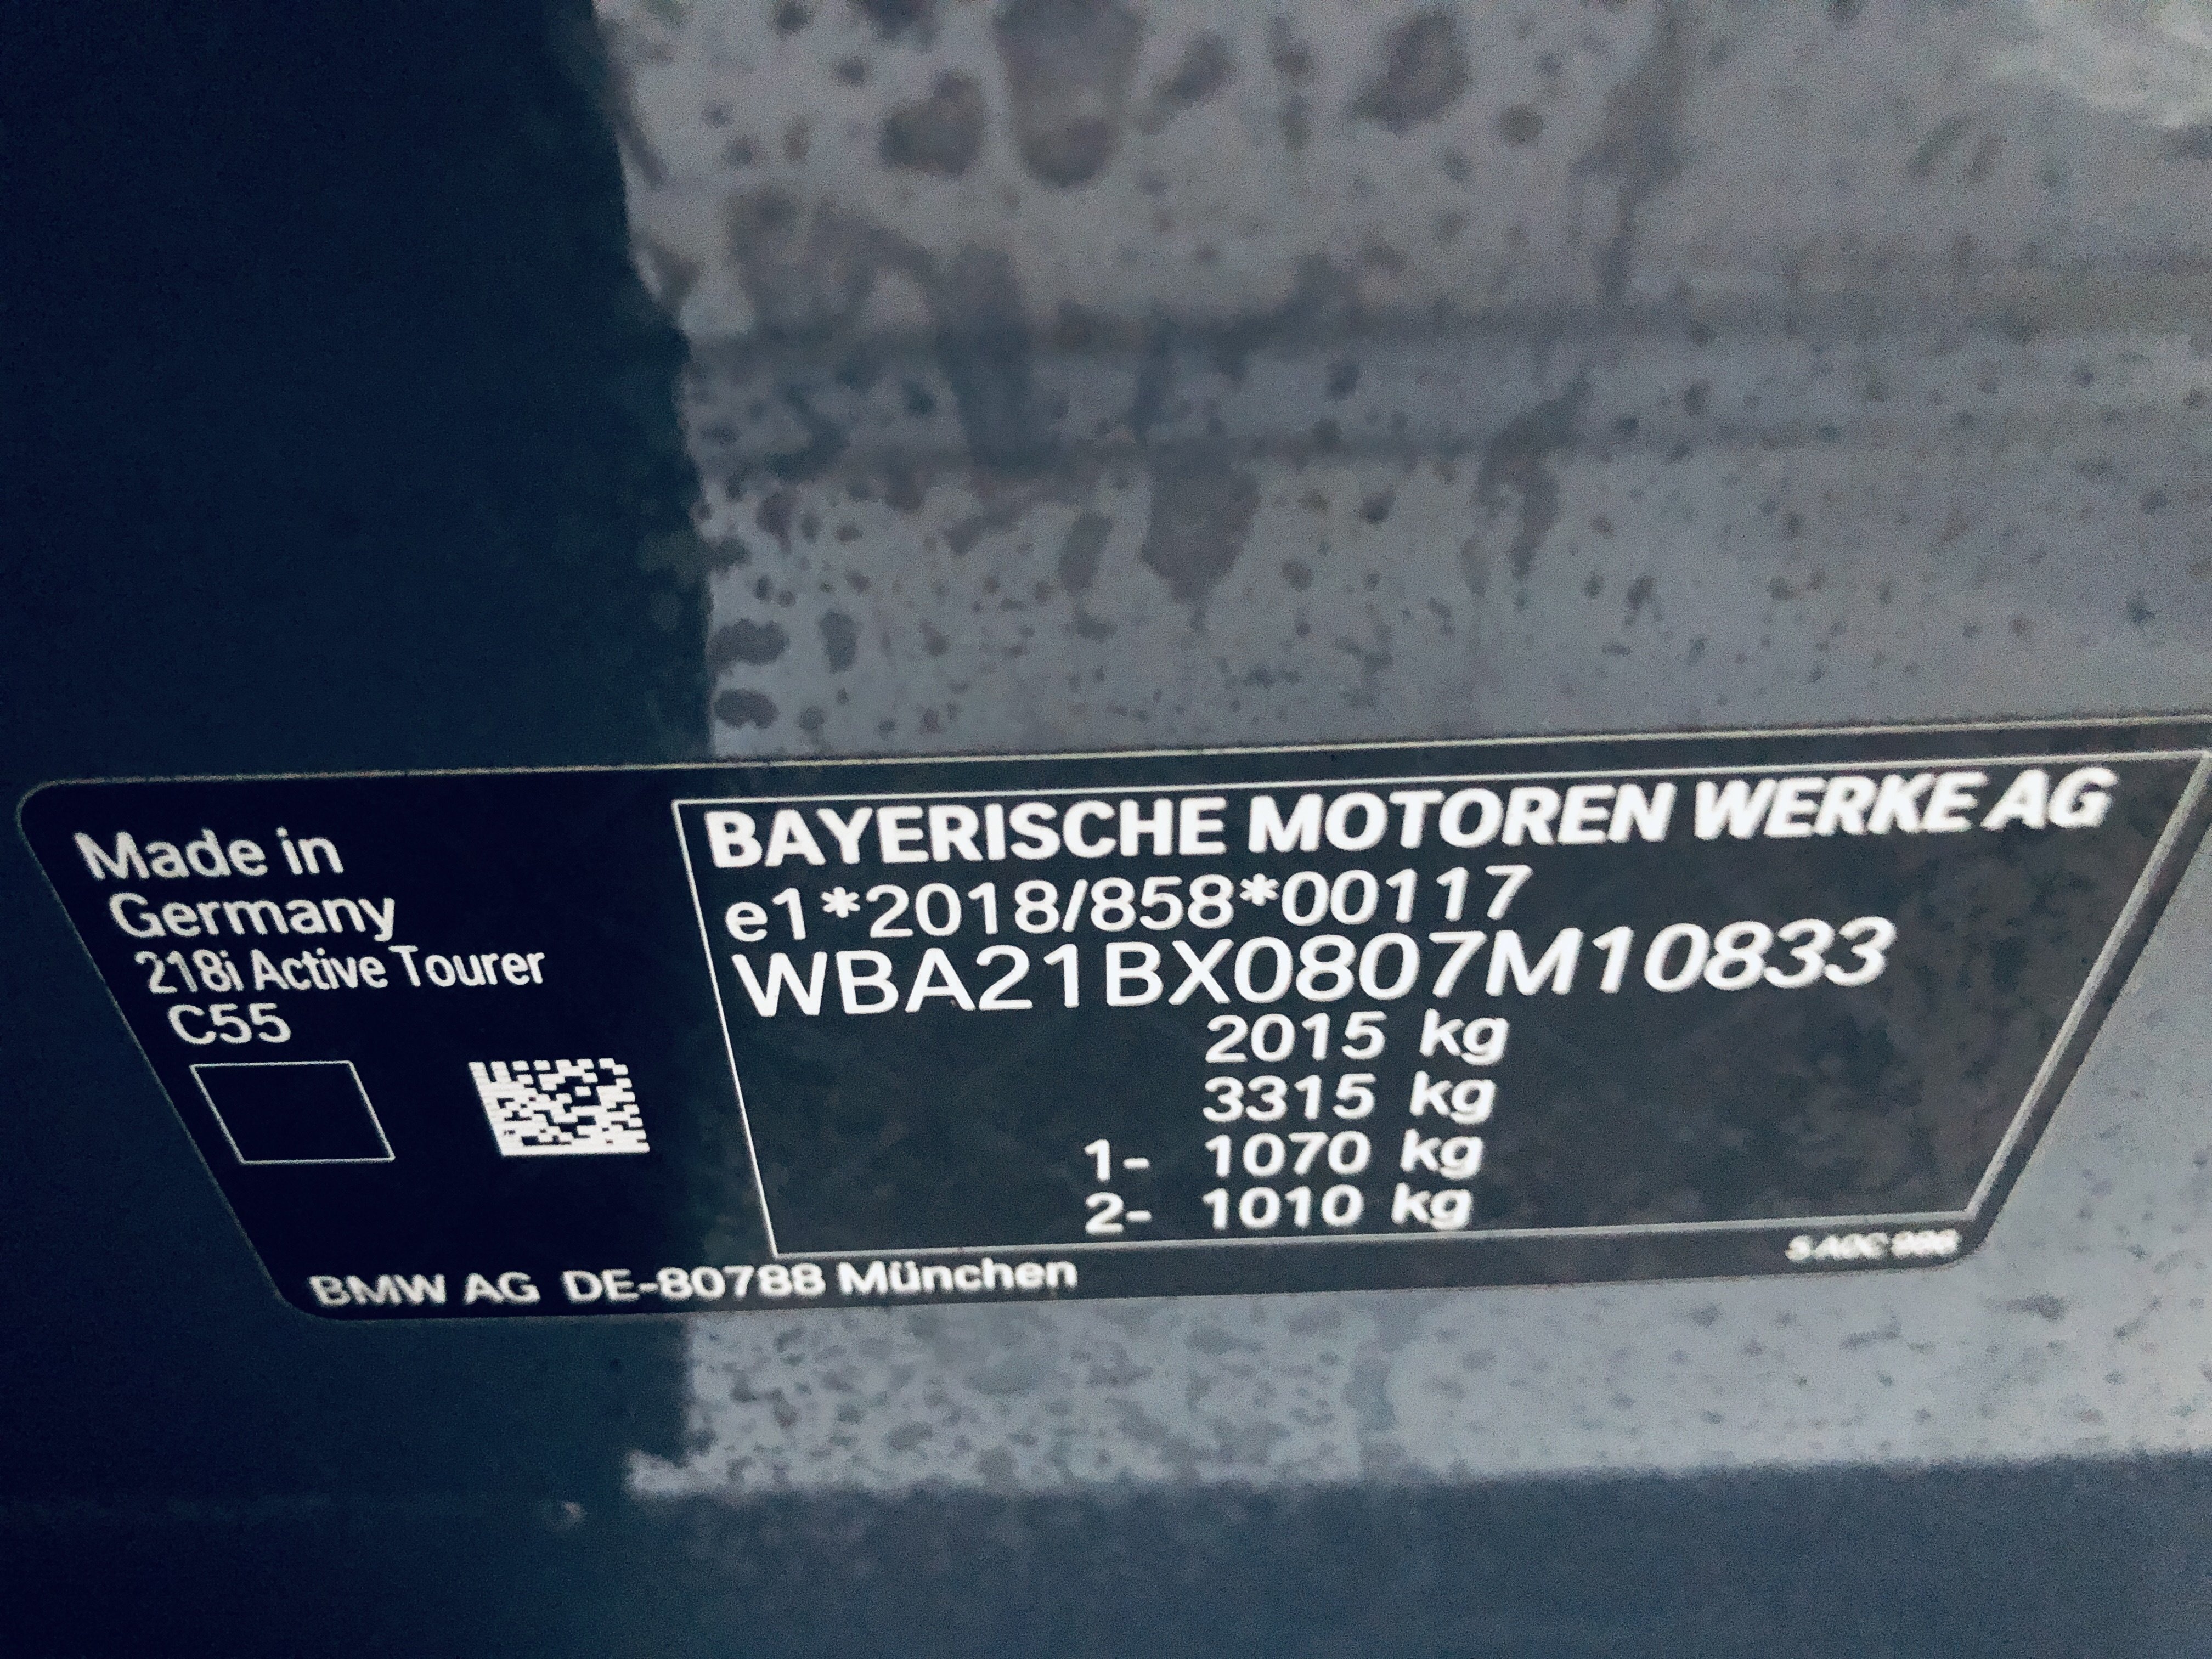 Made in
Germany
218i Active Tourer
C55
BAYERISCHE MOTOREN WERKE AG
e1*2018/858*00117
WBA21BX0807M10833
2015 kg
3315 kg
1- 1070 kg
2- 1010 kg
BMW AG DE-80788 München